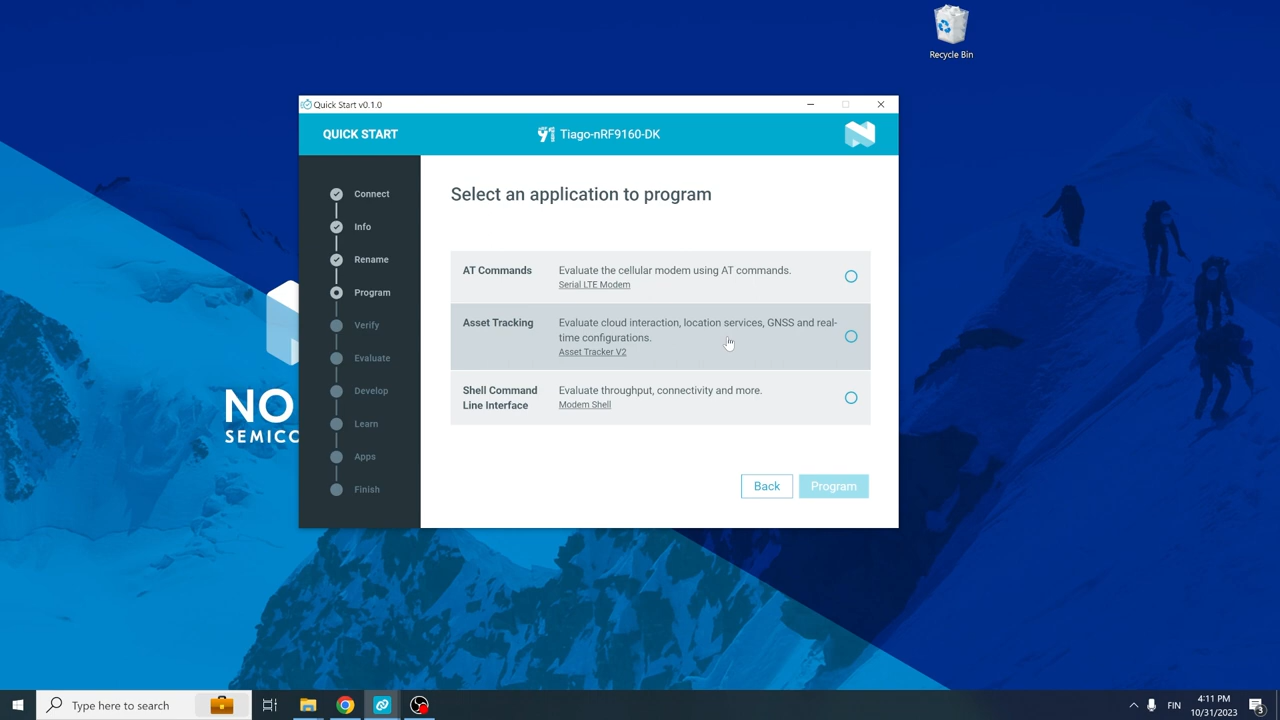 Recycle Bin
Quick Start v0.1.0
QUICK START
91
Tiago-nRF9160-DK
Connect
Info
Rename
Program
Verify
Evaluate
Develop
Learn
Apps
Finish
Select an application to program
AT Commands
Evaluate the cellular modem using AT commands.
Serial LTE Modem
Asset Tracking
Evaluate cloud interaction, location services, GNSS and real-
time configurations.
Asset Tracker V2
Shell Command
Line Interface
Evaluate throughput, connectivity and more.
Modem Shell
Back
Program
NO
SEMICO
Type here to search
FIN
4:11 PM
10/31/2023
3